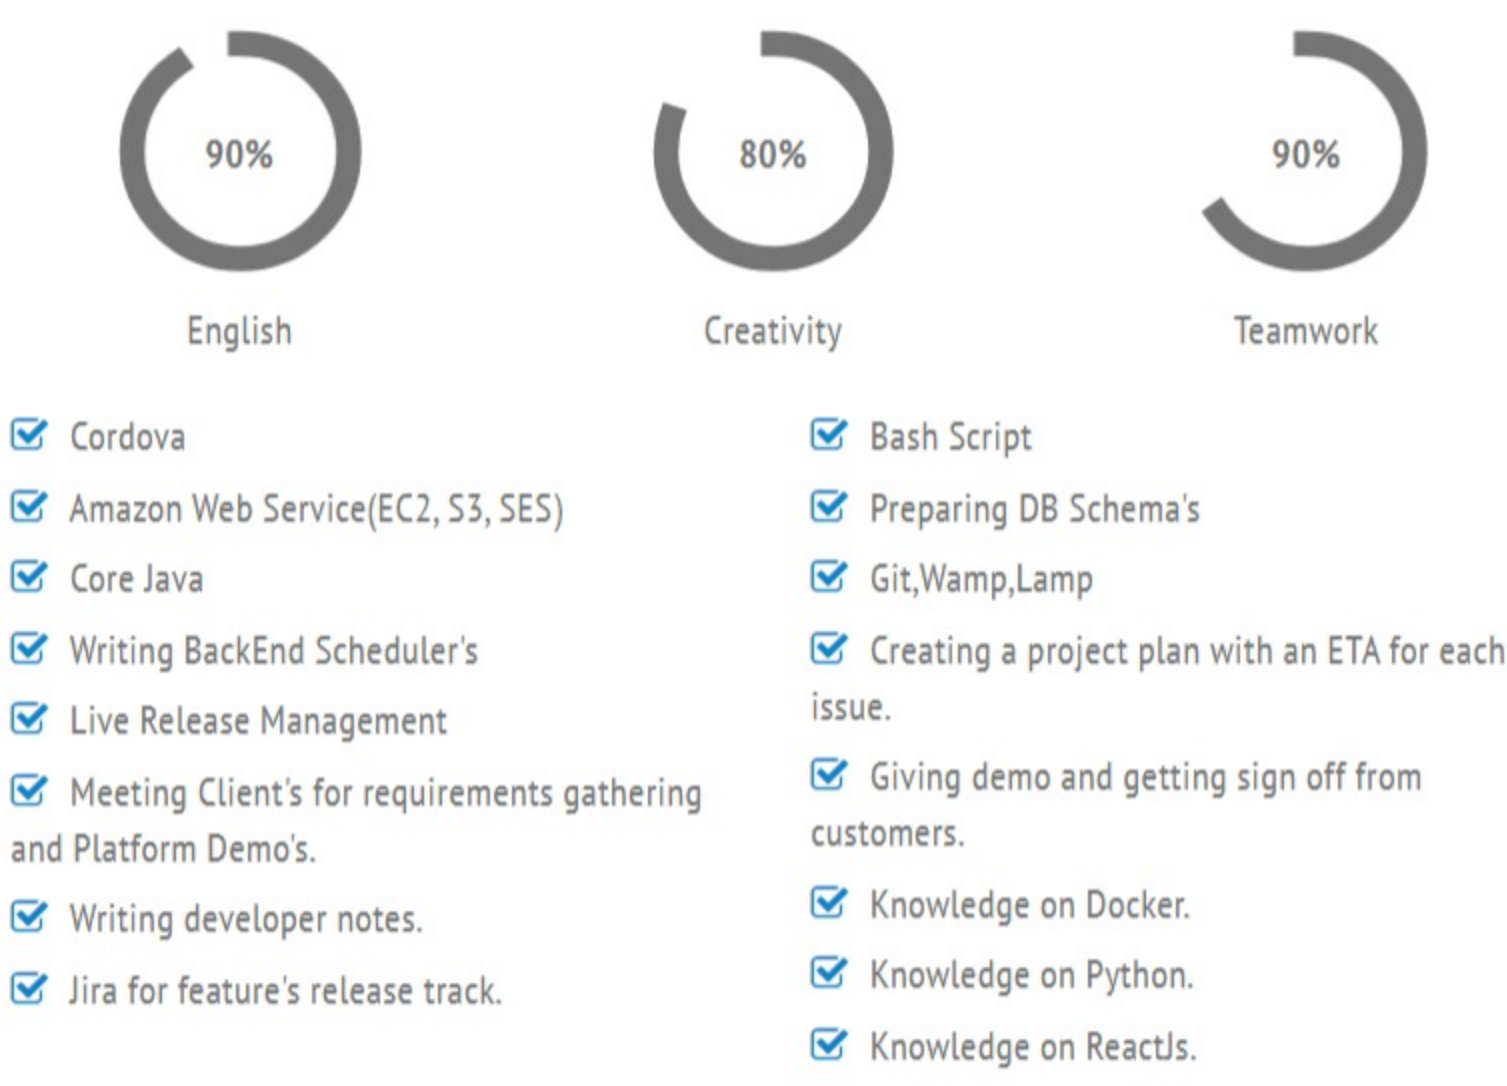 90%
80%
90%
English
Creativity
Teamwork
Cordova
Amazon Web Service(EC2, S3, SES)
Core Java
Writing BackEnd Scheduler's
Live Release Management
Meeting Client's for requirements gathering
and Platform Demo's.
Writing developer notes.
Jira for feature's release track.
Bash Script
Preparing DB Schema's
Git,Wamp,Lamp
Creating a project plan with an ETA for each
issue.
Giving demo and getting sign off from
customers.
Knowledge on Docker.
Knowledge on Python.
Knowledge on ReactJs.